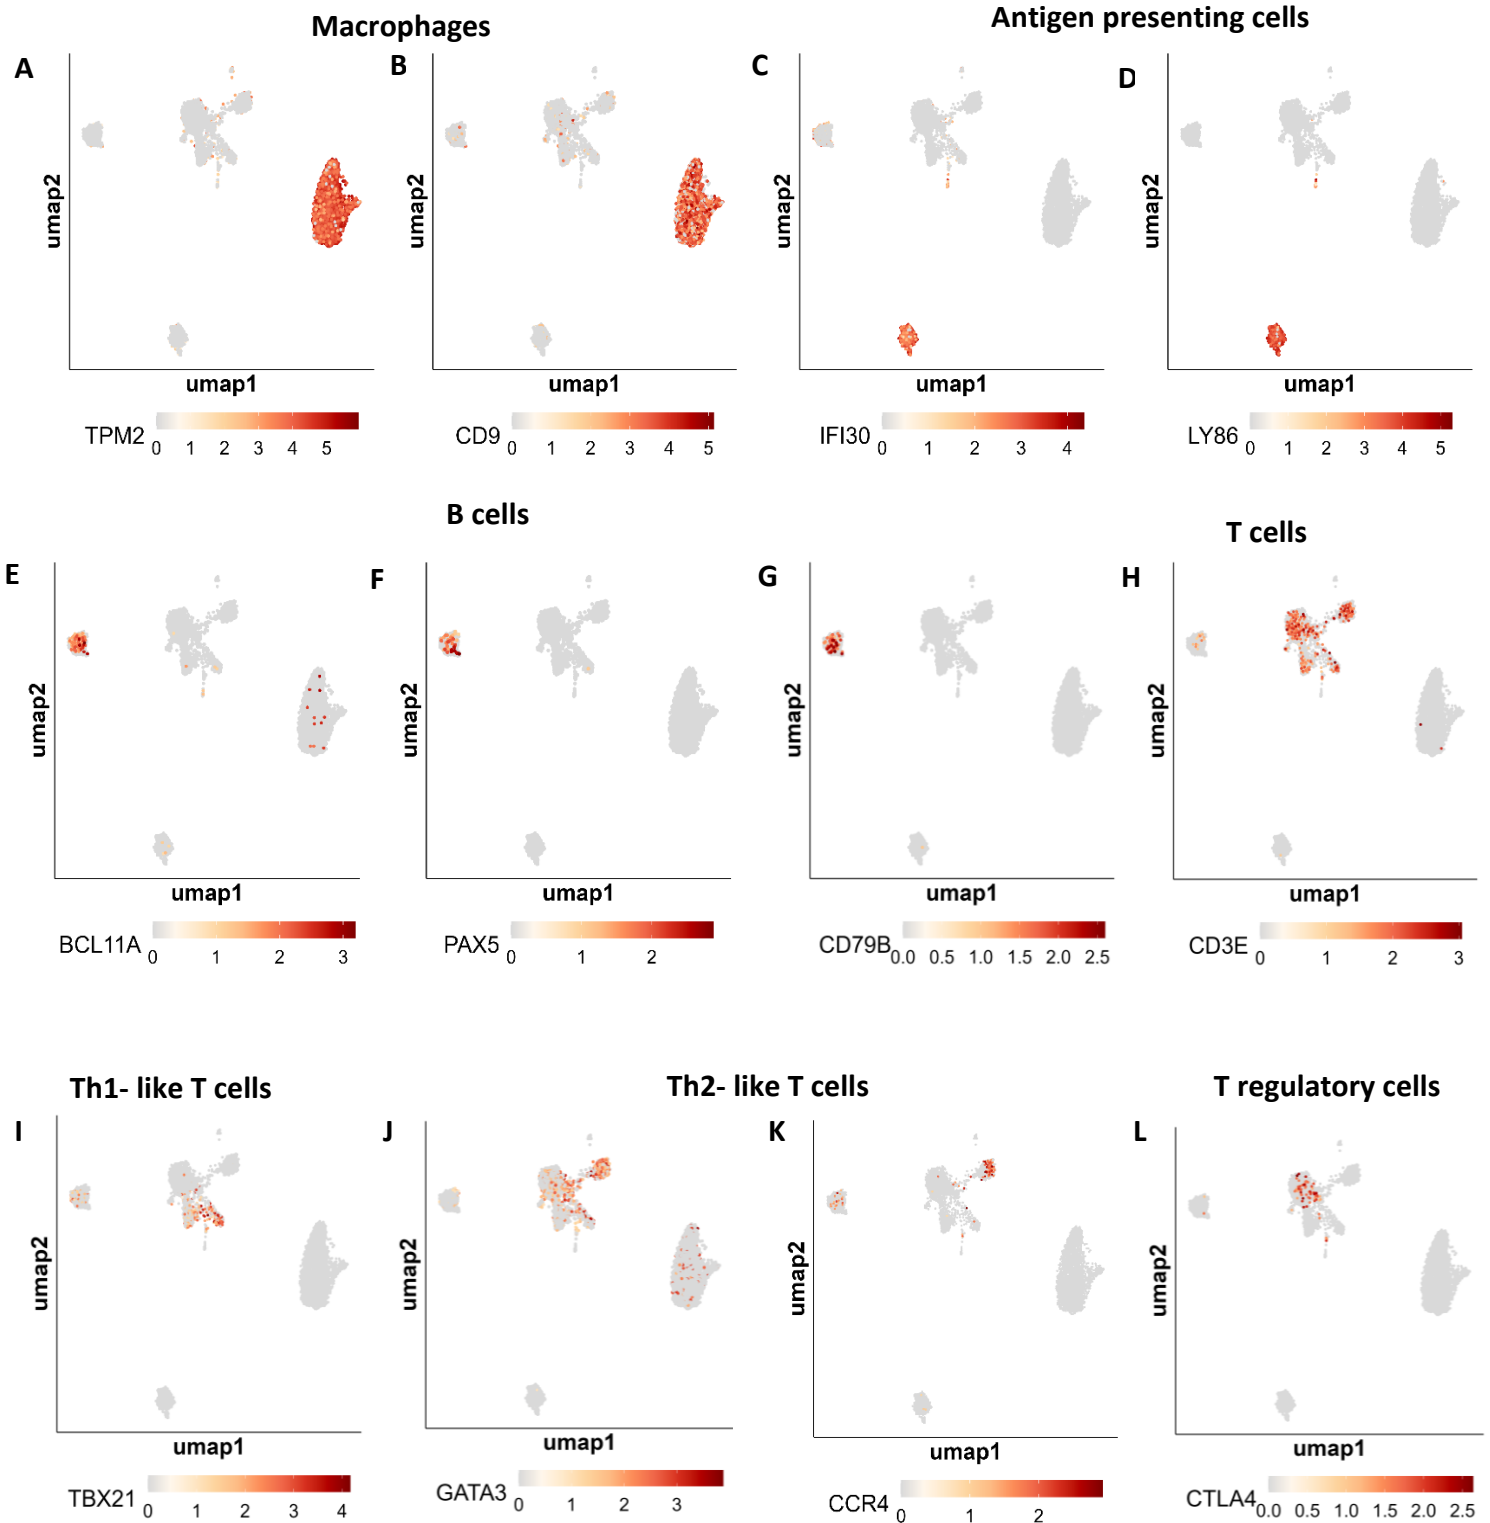 Macrophages
Antigen presenting cells
A
B
C
D
umap2
umap2
umap2
umap2
umap1
umap1
umap1
umap1
TPM2 0 1 2 3 4 5
CD9 0 1 2 3 4 5
IFI30 0 1 2 3 4
LY86 0 1 2 3 4 5
B cells
T cells
E
F
G
H
umap2
umap2
umap2
umap2
umap1
umap1
umap1
umap1
BCL11A 0 1 2 3
PAX5 0 1 2
CD79B 0.0 0.5 1.0 1.5 2.0 2.5
CD3E 0 1 2 3
Th1- like T cells
Th2- like T cells
T regulatory cells
I
J
K
L
umap2
umap2
umap2
umap2
umap1
umap1
umap1
umap1
TBX21 0 1 2 3 4
GATA3 0 1 2 3
CCR4 0 1 2
CTLA4 0.0 0.5 1.0 1.5 2.0 2.5